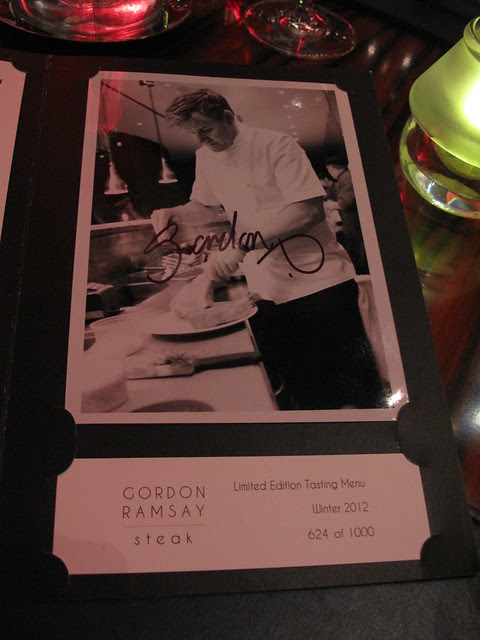 Gordon
GORDON
RAMSAY
steak
Limited Edition Tasting Menu
Winter 2012
624 of 1000